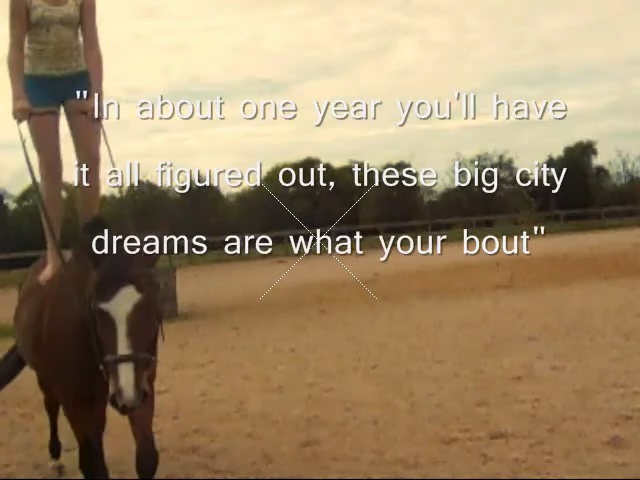 "In about one year you'll have
it all figured out, these big city
dreams are what your bout"